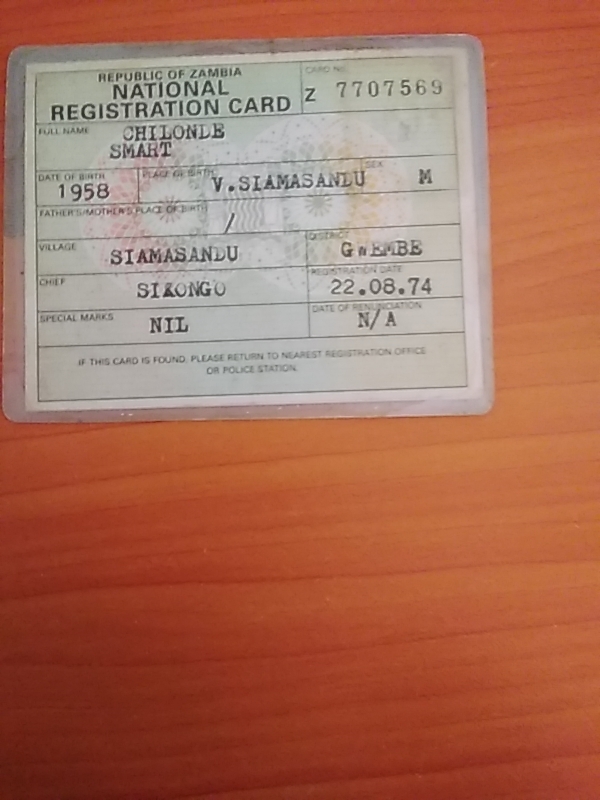 REPUBLIC OF ZAMBIA
NATIONAL
REGISTRATION CARD
CARD No.
Z 7707569
FULL NAME
CHILONDE
SMART
DATE OF BIRTH
1958
PLACE OF BIRTH
V.SIAMASANDU
SEX
M
FATHER'S/MOTHER'S PLACE OF BIRTH
/
VILLAGE
SIAMASANDU
DISTRICT
GWEMBE
CHIEF
SIKONGO
REGISTRATION DATE
22.08.74
SPECIAL MARKS
NIL
DATE OF RENUNCIATION
N/A
IF THIS CARD IS FOUND, PLEASE RETURN TO NEAREST REGISTRATION OFFICE
OR POLICE STATION.